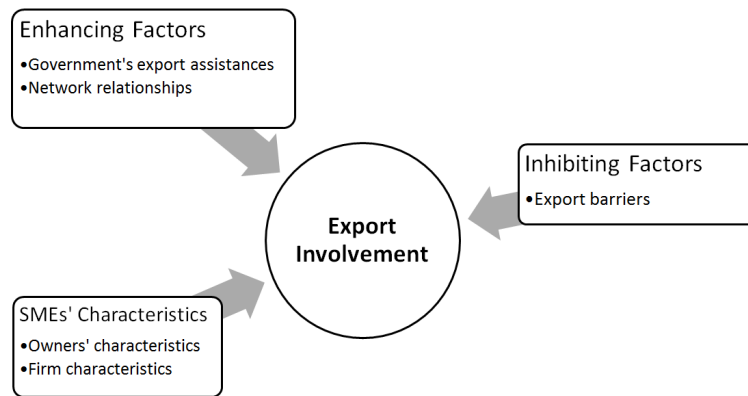 Enhancing Factors
•Government's export assistances
•Network relationships
Inhibiting Factors
•Export barriers
Export
Involvement
SMEs' Characteristics
•Owners' characteristics
•Firm characteristics